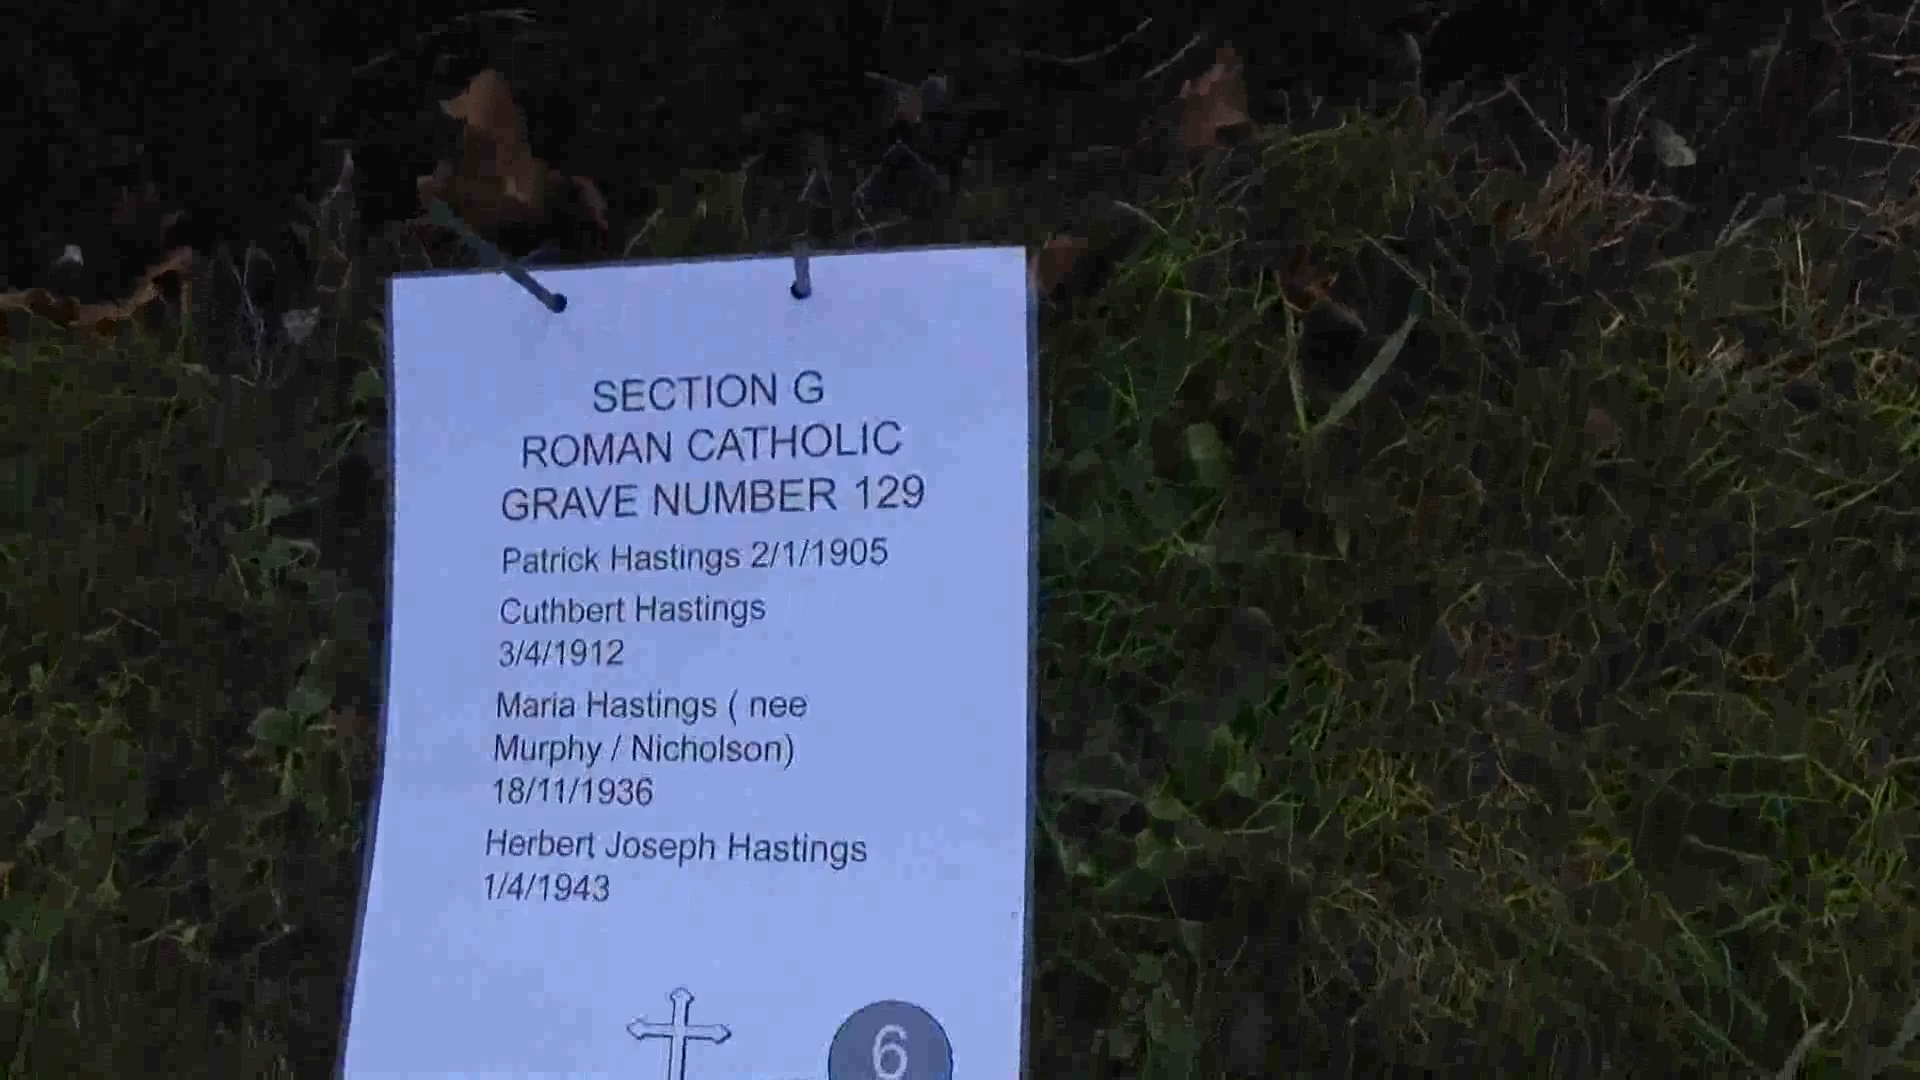 SECTION G
ROMAN CATHOLIC
GRAVE NUMBER 129
Patrick Hastings 2/1/1905
Cuthbert Hastings
3/4/1912
Maria Hastings ( nee
Murphy / Nicholson)
18/11/1936
Herbert Joseph Hastings
1/4/1943
6